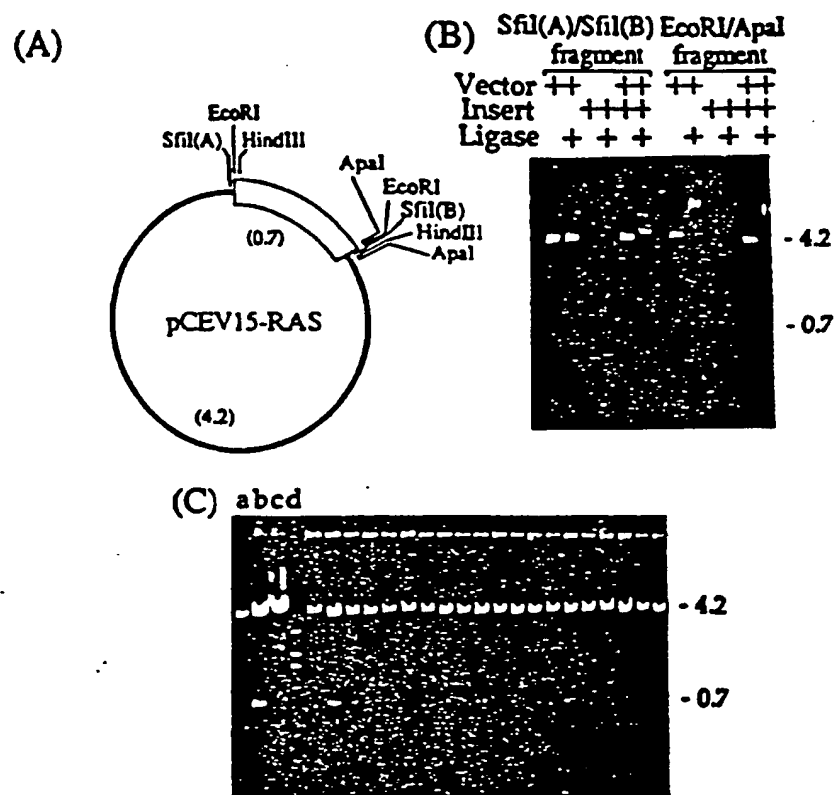 (A)
EcoRI
SfiI(A) HindIII
ApaI
EcoRI
SfiI(B)
HindIII
ApaI
(0.7)
pCEV15-RAS
(4.2)
(B) SfiI(A)/SfiI(B) EcoRI/ApaI
fragment fragment
Vector ++ ++ ++ ++
Insert ++++ ++++
Ligase + + + + + +
- 4.2
- 0.7
(C) abcd
- 4.2
- 0.7